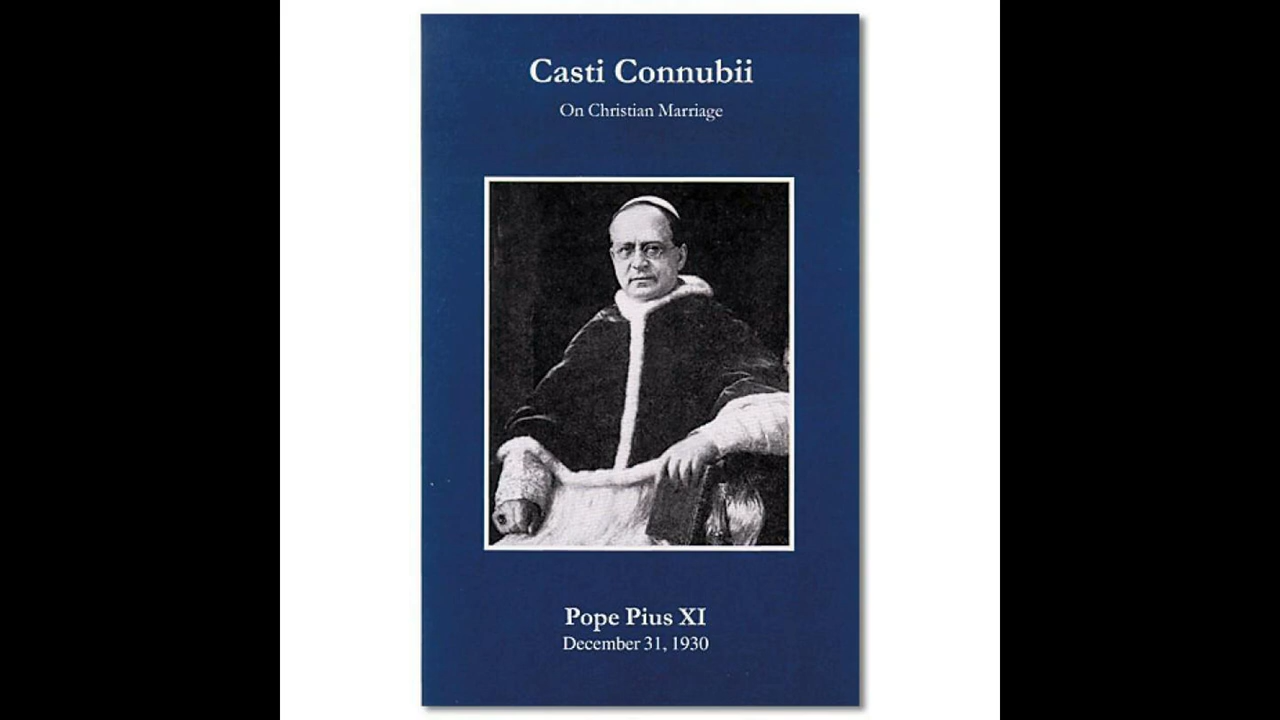 Casti Connubii
On Christian Marriage
Pope Pius XI
December 31, 1930